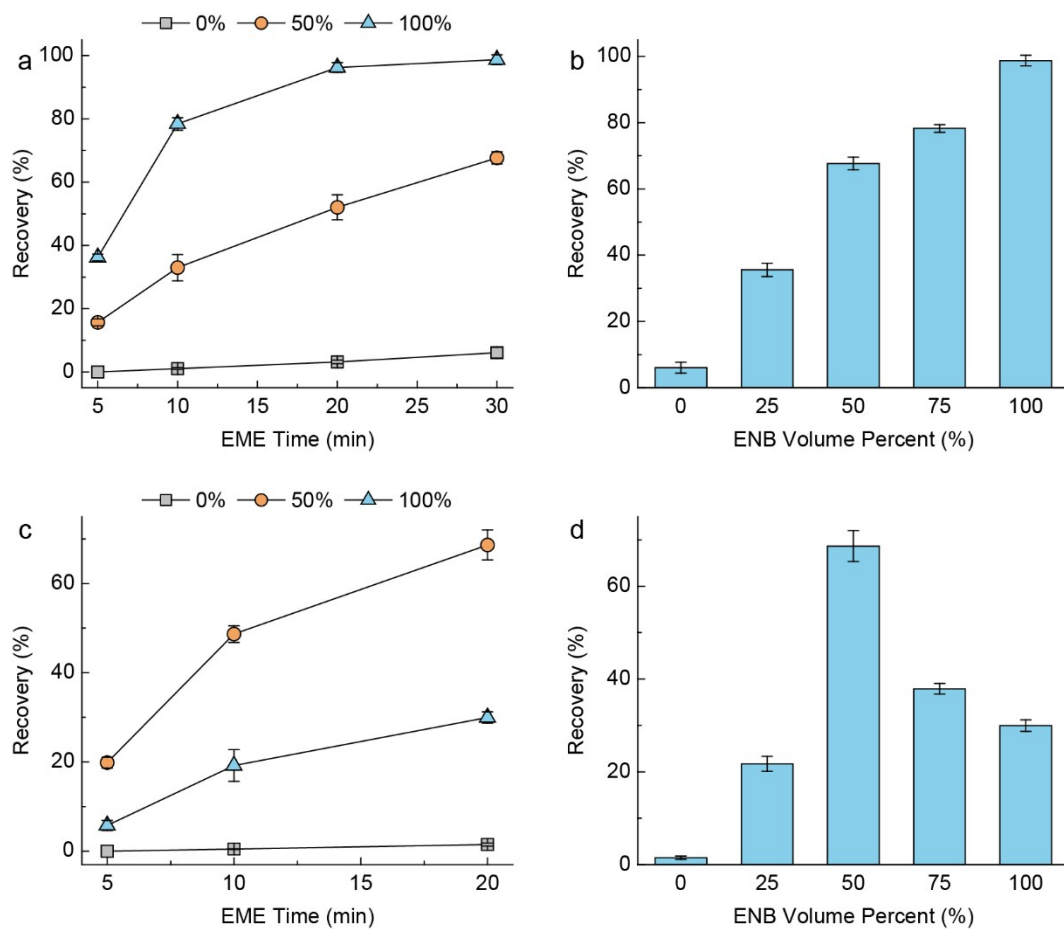 0% 50% 100%
a
100
80
60
40
20
0
Recovery (%)
5 10 15 20 25 30
EME Time (min)
b
100
80
60
40
20
0
Recovery (%)
0 25 50 75 100
ENB Volume Percent (%)
0% 50% 100%
c
60
40
20
0
Recovery (%)
5 10 15 20
EME Time (min)
d
60
40
20
0
Recovery (%)
0 25 50 75 100
ENB Volume Percent (%)